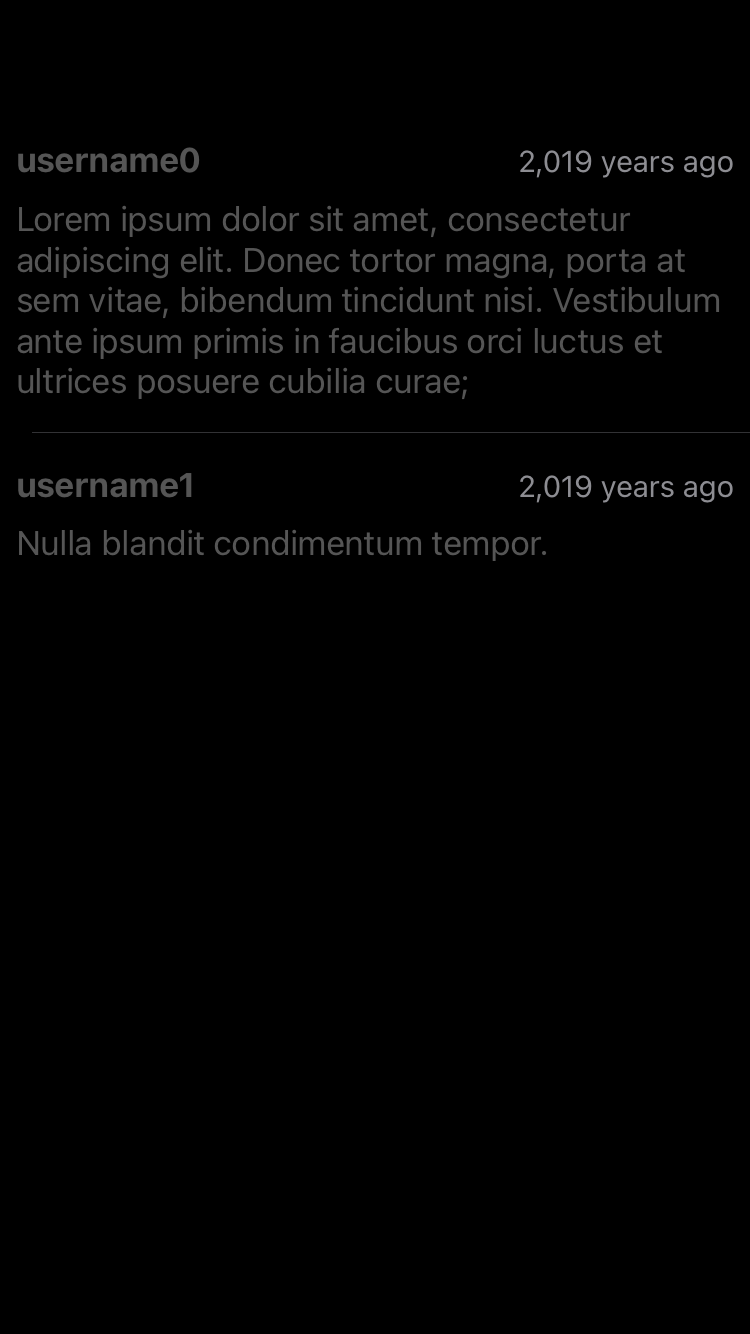 username0 2,019 years ago
Lorem ipsum dolor sit amet, consectetur
adipiscing elit. Donec tortor magna, porta at
sem vitae, bibendum tincidunt nisi. Vestibulum
ante ipsum primis in faucibus orci luctus et
ultrices posuere cubilia curae;
username1 2,019 years ago
Nulla blandit condimentum tempor.